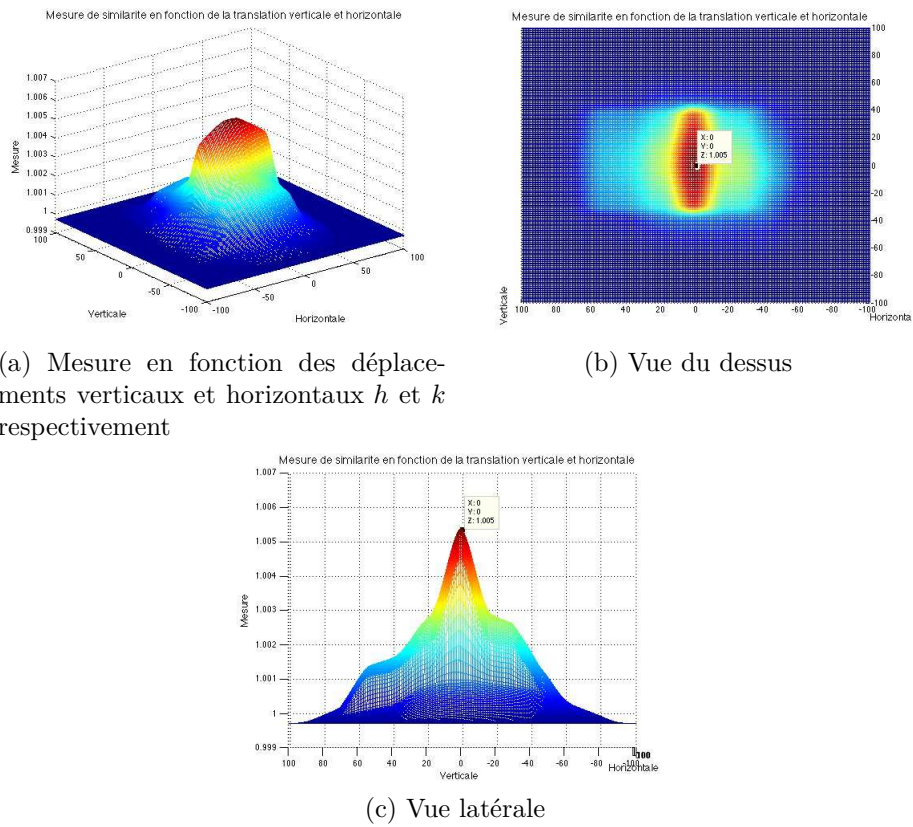 Mesure de similarite en fonction de la translation verticale et horizontale
1.007
1.006
1.005
1.004
1.003
1.002
1.001
1
0.999
Mesure
100
50
0
-50
-100
Verticale
-100
-50
0
50
100
Horizontale
Mesure de similarite en fonction de la translation verticale et horizontale
X: 0
Y: 0
Z: 1.005
100
80
60
40
20
0
-20
-40
-60
-80
-100
Verticale
100 80 60 40 20 0 -20 -40 -60 -80 -100
Horizonta
(a) Mesure en fonction des déplace-
ments verticaux et horizontaux h et k
respectivement
(b) Vue du dessus
Mesure de similarite en fonction de la translation verticale et horizontale
1.007
1.006
1.005
1.004
1.003
1.002
1.001
1
0.999
Mesure
X: 0
Y: 0
Z: 1.005
100 80 60 40 20 0 -20 -40 -60 -80 -100
Verticale
Horizontale
(c) Vue latérale